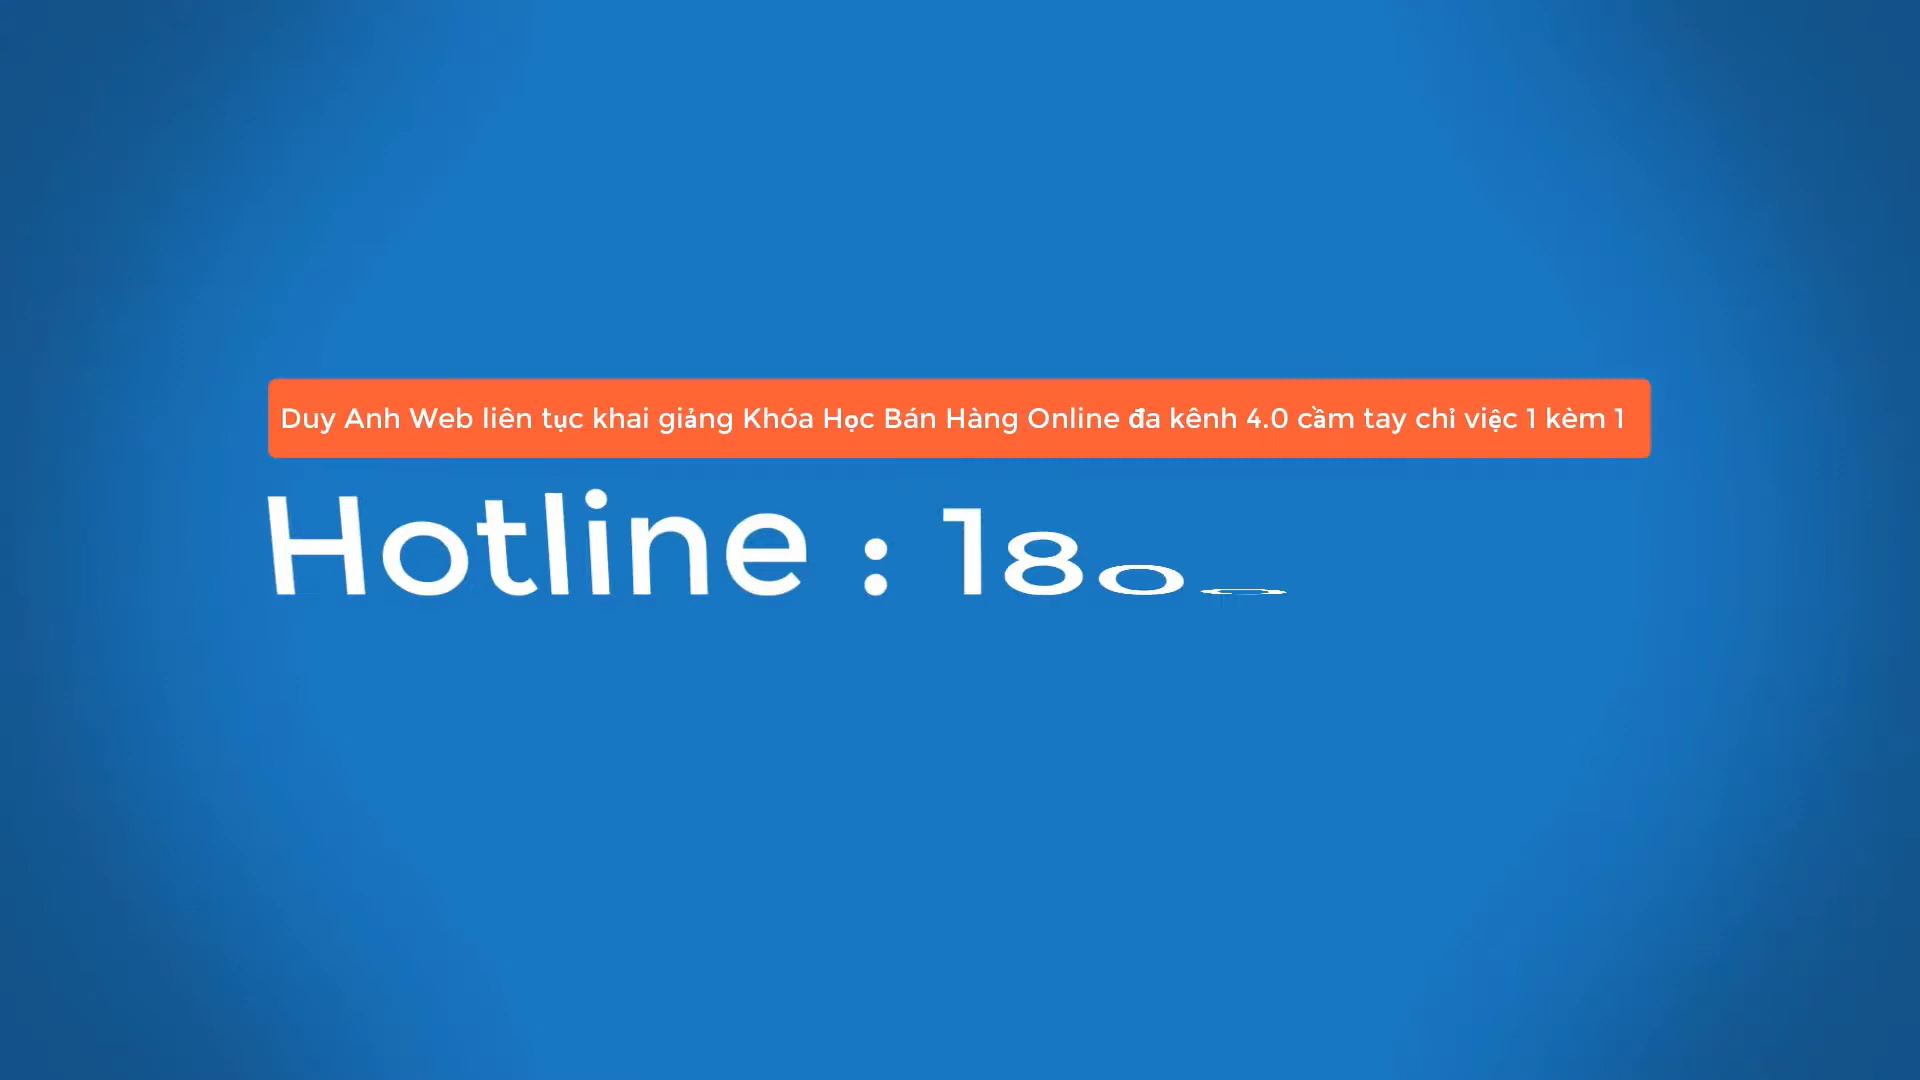 Duy Anh Web liên tục khai giảng Khóa Học Bán Hàng Online đa kênh 4.0 cầm tay chỉ việc 1 kèm 1
Hotline : 180